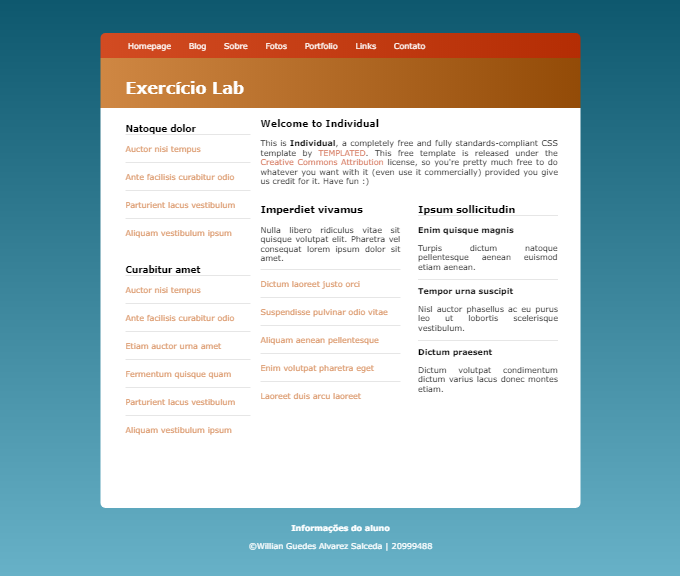 Homepage Blog Sobre Fotos Portfolio Links Contato
Exercício Lab
Natoque dolor
Auctor nisi tempus
Ante facilisis curabitur odio
Parturient lacus vestibulum
Aliquam vestibulum ipsum
Curabitur amet
Auctor nisi tempus
Ante facilisis curabitur odio
Etiam auctor urna amet
Fermentum quisque quam
Parturient lacus vestibulum
Aliquam vestibulum ipsum
Welcome to Individual
This is Individual, a completely free and fully standards-compliant CSS
template by TEMPLATED. This free template is released under the
Creative Commons Attribution license, so you're pretty much free to do
whatever you want with it (even use it commercially) provided you give
us credit for it. Have fun :)
Imperdiet vivamus
Nulla libero ridiculus vitae sit
quisque volutpat elit. Pharetra vel
consequat lorem ipsum dolor sit
amet.
Dictum laoreet justo orci
Suspendisse pulvinar odio vitae
Aliquam aenean pellentesque
Enim volutpat pharetra eget
Laoreet duis arcu laoreet
Ipsum sollicitudin
Enim quisque magnis
Turpis dictum natoque
pellentesque aenean euismod
etiam aenean.
Tempor urna suscipit
Nisl auctor phasellus ac eu purus
leo ut lobortis scelerisque
vestibulum.
Dictum praesent
Dictum volutpat condimentum
dictum varius lacus donec montes
etiam.
Informações do aluno
©Willian Guedes Alvarez Salceda | 20999488